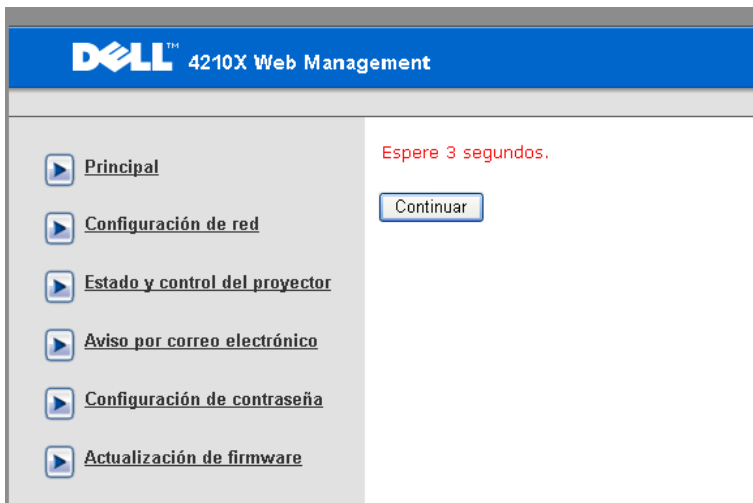 DELL™ 4210X Web Management
Principal
Configuración de red
Estado y control del proyector
Aviso por correo electrónico
Configuración de contraseña
Actualización de firmware
Espere 3 segundos.
Continuar